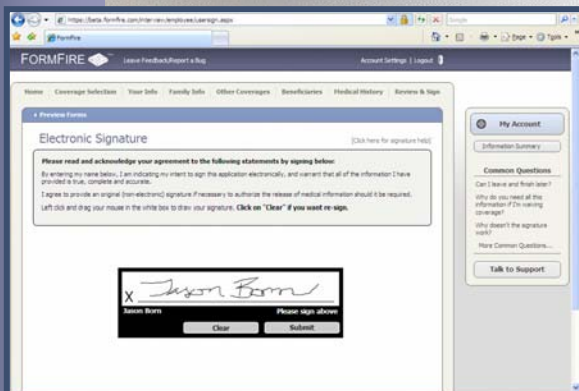 https://beta.formfire.com/interview/employee/usersign.aspx
Google
FormFire
Page
Tools
FORMFIRE
Leave Feedback/Report a Bug
Account Settings | Logout
Home
Coverage Selection
Your Info
Family Info
Other Coverages
Beneficiaries
Medical History
Review & Sign
Preview Forms
Electronic Signature
[Click here for signature help]
Please read and acknowledge your agreement to the following statements by signing below:
By entering my name below, I am indicating my intent to sign this application electronically, and warrant that all of the information I have
provided is true, complete and accurate.
I agree to provide an original (non-electronic) signature if necessary to authorize the release of medical information should it be required.
Left click and drag your mouse in the white box to draw your signature. Click on "Clear" if you want re-sign.
X Jason Born
Jason Born
Please sign above
Clear
Submit
My Account
Information Summary
Common Questions
Can I leave and finish later?
Why do you need all this
information if I'm waiving
coverage?
Why doesn't the signature
work?
More Common Questions...
Talk to Support